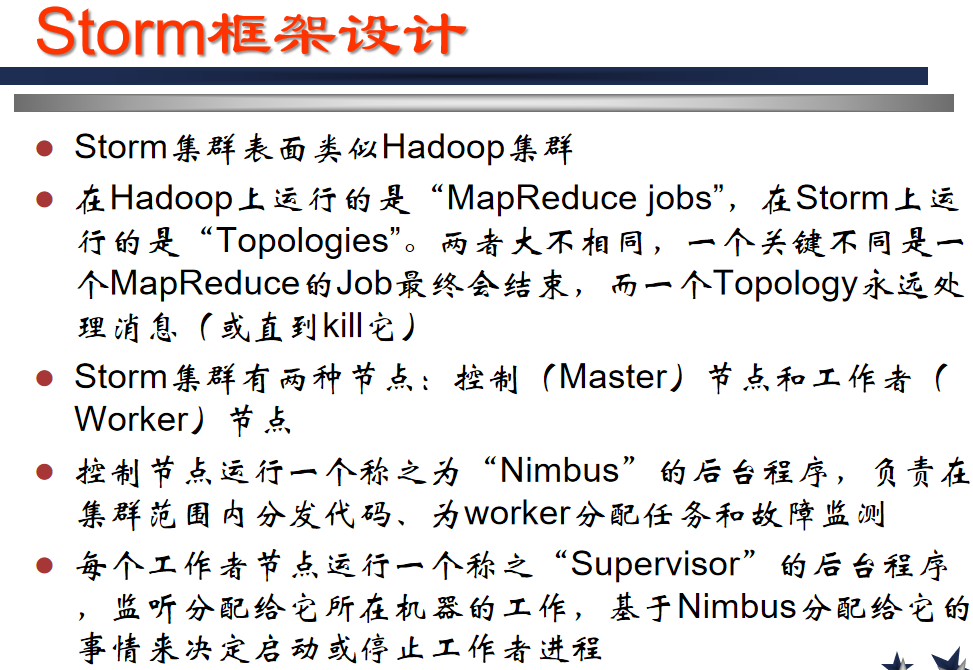 Storm框架设计
Storm集群表面类似Hadoop集群
在Hadoop上运行的是“MapReduce jobs”，在Storm上运
行的是“Topologies”。两者大不相同，一个关键不同是一
个MapReduce的Job最终会结束，而一个Topology永远处
理消息（或直到kill它）
Storm集群有两种节点：控制（Master）节点和工作者（
Worker）节点
控制节点运行一个称之为“Nimbus”的后台程序，负责在
集群范围内分发代码、为worker分配任务和故障监测
每个工作者节点运行一个称之“Supervisor”的后台程序
，监听分配给它所在机器的工作，基于Nimbus分配给它的
事情来决定启动或停止工作者进程